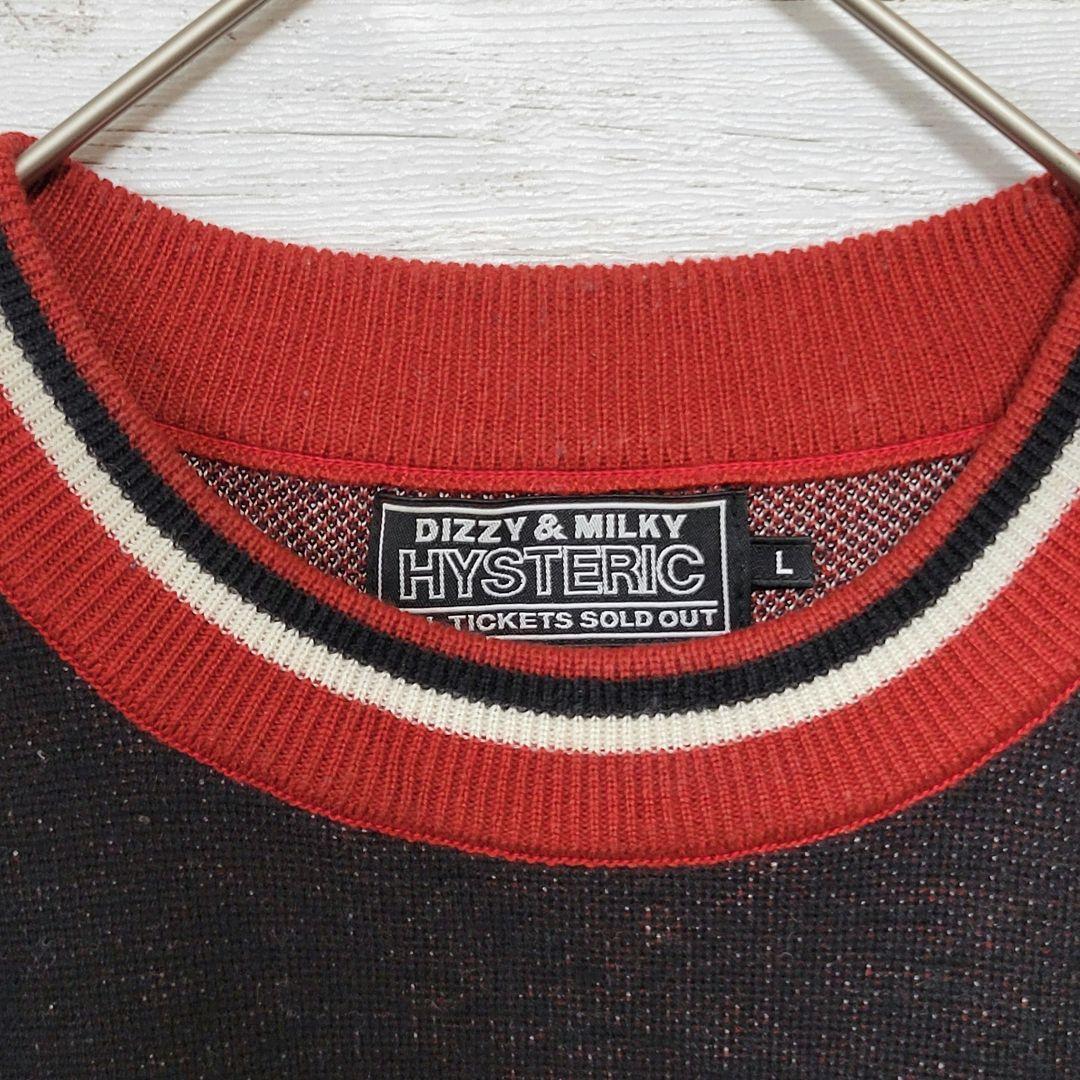 DIZZY & MILKY
HYSTERIC
TICKETS SOLD OUT
L